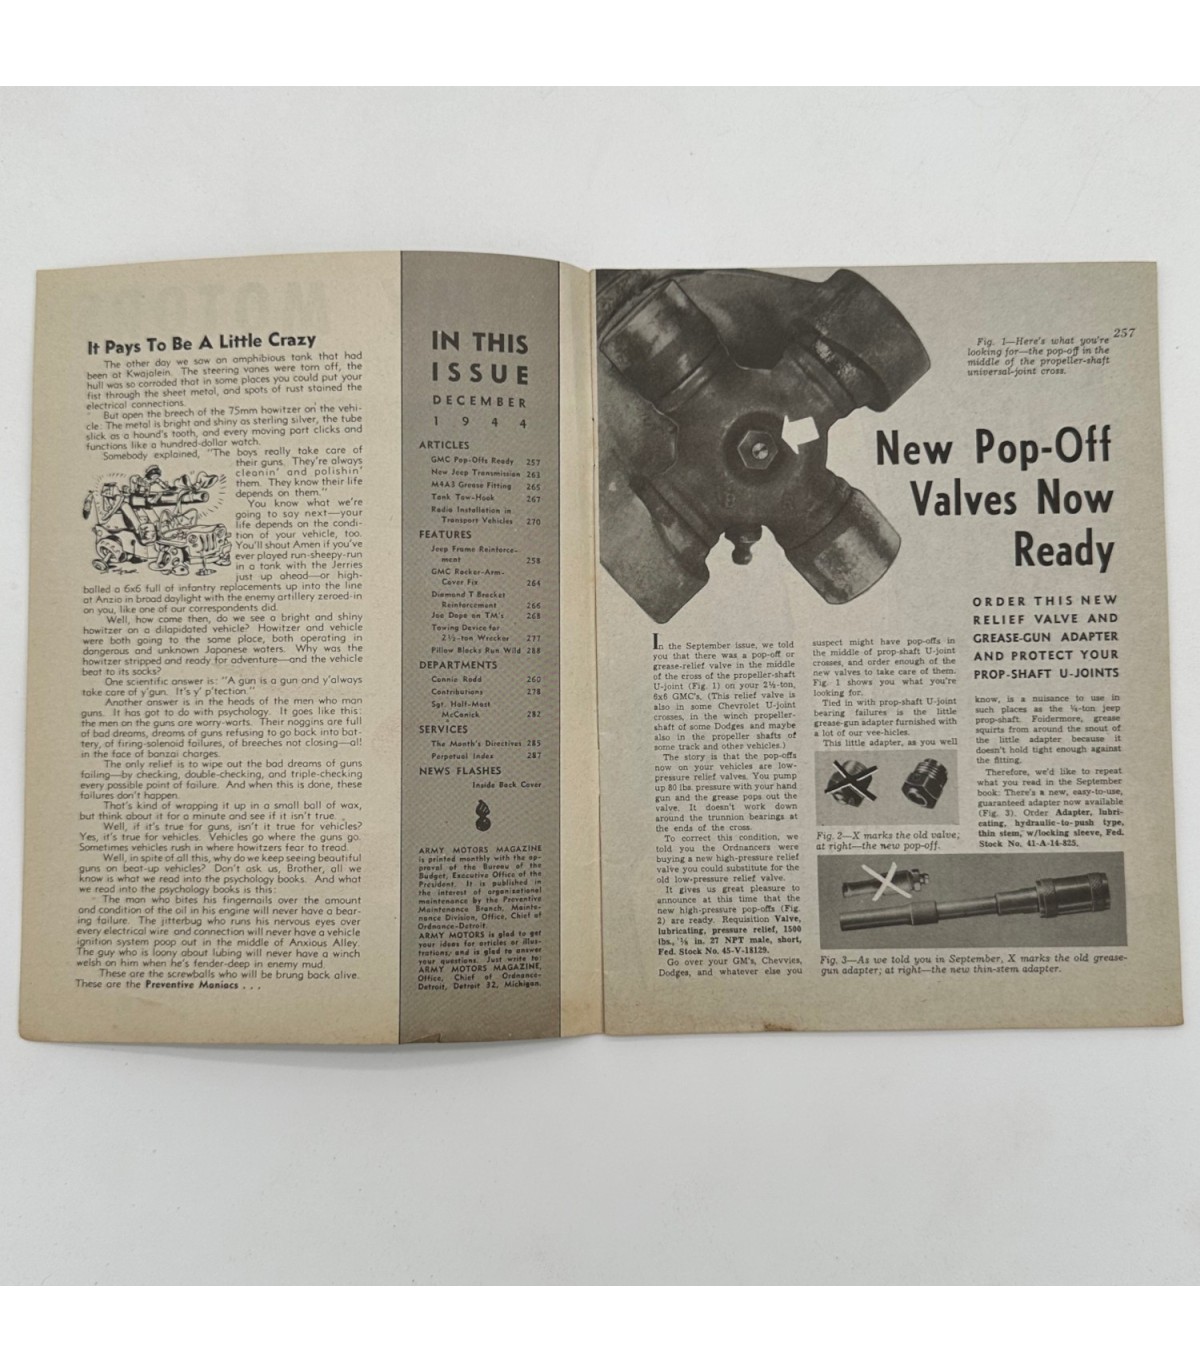 It Pays To Be A Little Crazy
The other day we saw an amphibious tank that had
been at Kwajalein. The steering vanes were torn off, the
hull was so corroded that in some places you could put your
fist through the sheet metal, and spots of rust stained the
electrical connections.
But open the breech of the 75mm howitzer on the vehi-
cle: The metal is bright and shiny as sterling silver, the tube
slick as a hound's tooth, and every moving part clicks and
functions like a hundred-dollar watch.
Somebody explained, "The boys really take care of
their guns. They're always
cleanin' and polishin'
them. They know their life
depends on them."
You know what we're
going to say next—your
life depends on the condi-
tion of your vehicle, too.
You'll shout Amen if you've
ever played run-sheepy-run
in a tank with the Jerries
just up ahead—or high-
balled a 6x6 full of infantry replacements up into the line
at Anzio in broad daylight with the enemy artillery zeroed-in
on you, like one of our correspondents did.
Well, how come then, do we see a bright and shiny
howitzer on a dilapidated vehicle? Howitzer and vehicle
were both going to the same place, both operating in
dangerous and unknown Japanese waters. Why was the
howitzer stripped and ready for adventure—and the vehicle
beat to its socks?
One scientific answer is: "A gun is a gun and y'always
take care of y'gun. It's y' p'tection."
Another answer is in the heads of the men who man
guns. It has got to do with psychology. It goes like this:
the men on the guns are worry-warts. Their noggins are full
of bad dreams, dreams of guns refusing to go back into bat-
tery, of firing-solenoid failures, of breeches not closing—all
in the face of banzai charges.
The only relief is to wipe out the bad dreams of guns
failing—by checking, double-checking, and triple-checking
every possible point of failure. And when this is done, these
failures don't happen.
That's kind of wrapping it up in a small ball of wax,
but think about it for a minute and see if it isn't true.
Well, if it's true for guns, isn't it true for vehicles?
Yes, it's true for vehicles. Vehicles go where the guns go.
Sometimes vehicles rush in where howitzers fear to tread.
Well, in spite of all this, why do we keep seeing beautiful
guns on beat-up vehicles? Don't ask us, Brother, all we
know is what we read into the psychology books. And what
we read into the psychology books is this:
The man who bites his fingernails over the amount
and condition of the oil in his engine will never have a bear-
ing failure. The jitterbug who runs his nervous eyes over
every electrical wire and connection will never have a vehicle
ignition system poop out in the middle of Anxious Alley.
The guy who is loony about lubing will never have a winch
welsh on him when he's fender-deep in enemy mud.
These are the screwballs who will be brung back alive.
These are the Preventive Maniacs . . .
IN THIS
ISSUE
DECEMBER
1944
ARTICLES
GMC Pop-Offs Ready 257
New Jeep Transmission 263
M4A3 Grease Fitting 265
Tank Tow-Hook 267
Radio Installation in
Transport Vehicles 270
FEATURES
Jeep Frame Reinforce-
ment 258
GMC Rocker-Arm-
Cover Fix 264
Diamond T Bracket
Reinforcement 266
Joe Dope on TM's 268
Towing Device for
2½-ton Wrecker 277
Pillow Blocks Run Wild 288
DEPARTMENTS
Connie Rodd 260
Contributions 278
Sgt. Half-Mast
McCanick 282
SERVICES
The Month's Directives 285
Perpetual Index 287
NEWS FLASHES
Inside Back Cover
ARMY MOTORS MAGAZINE
is printed monthly with the ap-
proval of the Bureau of the
Budget, Executive Office of the
President. It is published in
the interest of organizational
maintenance by the Preventive
Maintenance Branch, Mainte-
nance Division, Office, Chief of
Ordnance-Detroit.
ARMY MOTORS is glad to get
your ideas for articles or illus-
trations; and is glad to answer
your questions. Just write to:
ARMY MOTORS MAGAZINE,
Office, Chief of Ordnance-
Detroit, Detroit 32, Michigan.
257
Fig. 1—Here's what you're
looking for—the pop-off in the
middle of the propeller-shaft
universal-joint cross.
New Pop-Off
Valves Now
Ready
ORDER THIS NEW
RELIEF VALVE AND
GREASE-GUN ADAPTER
AND PROTECT YOUR
PROP-SHAFT U-JOINTS
In the September issue, we told
you that there was a pop-off or
grease-relief valve in the middle
of the cross of the propeller-shaft
U-joint (Fig. 1) on your 2½-ton,
6x6 GMC's. (This relief valve is
also in some Chevrolet U-joint
crosses, in the winch propeller-
shaft of some Dodges and maybe
also in the propeller shafts of
some track and other vehicles.)
The story is that the pop-offs
now on your vehicles are low-
pressure relief valves. You pump
up 80 lbs. pressure with your hand
gun and the grease pops out the
valve. It doesn't work down
around the trunnion bearings at
the ends of the cross.
To correct this condition, we
told you the Ordnancers were
buying a new high-pressure relief
valve you could substitute for the
old low-pressure relief valve.
It gives us great pleasure to
announce at this time that the
new high-pressure pop-offs (Fig.
2) are ready. Requisition Valve,
lubricating, pressure relief, 1500
lbs., ⅛ in. 27 NPT male, short,
Fed. Stock No. 45-V-18129.
Go over your GM's, Chevvies,
Dodges, and whatever else you
suspect might have pop-offs in
the middle of prop-shaft U-joint
crosses, and order enough of the
new valves to take care of them.
Fig. 1 shows you what you're
looking for.
Tied in with prop-shaft U-joint
bearing failures is the little
grease-gun adapter furnished with
a lot of our vee-hicles.
This little adapter, as you well
Fig. 2—X marks the old valve;
at right—the new pop-off.
know, is a nuisance to use in
such places as the ¼-ton jeep
prop-shaft. Foidermore, grease
squirts from around the snout of
the little adapter because it
doesn't hold tight enough against
the fitting.
Therefore, we'd like to repeat
what you read in the September
book: There's a new, easy-to-use,
guaranteed adapter now available
(Fig. 3). Order Adapter, lubri-
cating, hydraulic-to-push type,
thin stem, w/locking sleeve, Fed.
Stock No. 41-A-14-825.
Fig. 3—As we told you in September, X marks the old grease-
gun adapter; at right—the new thin-stem adapter.